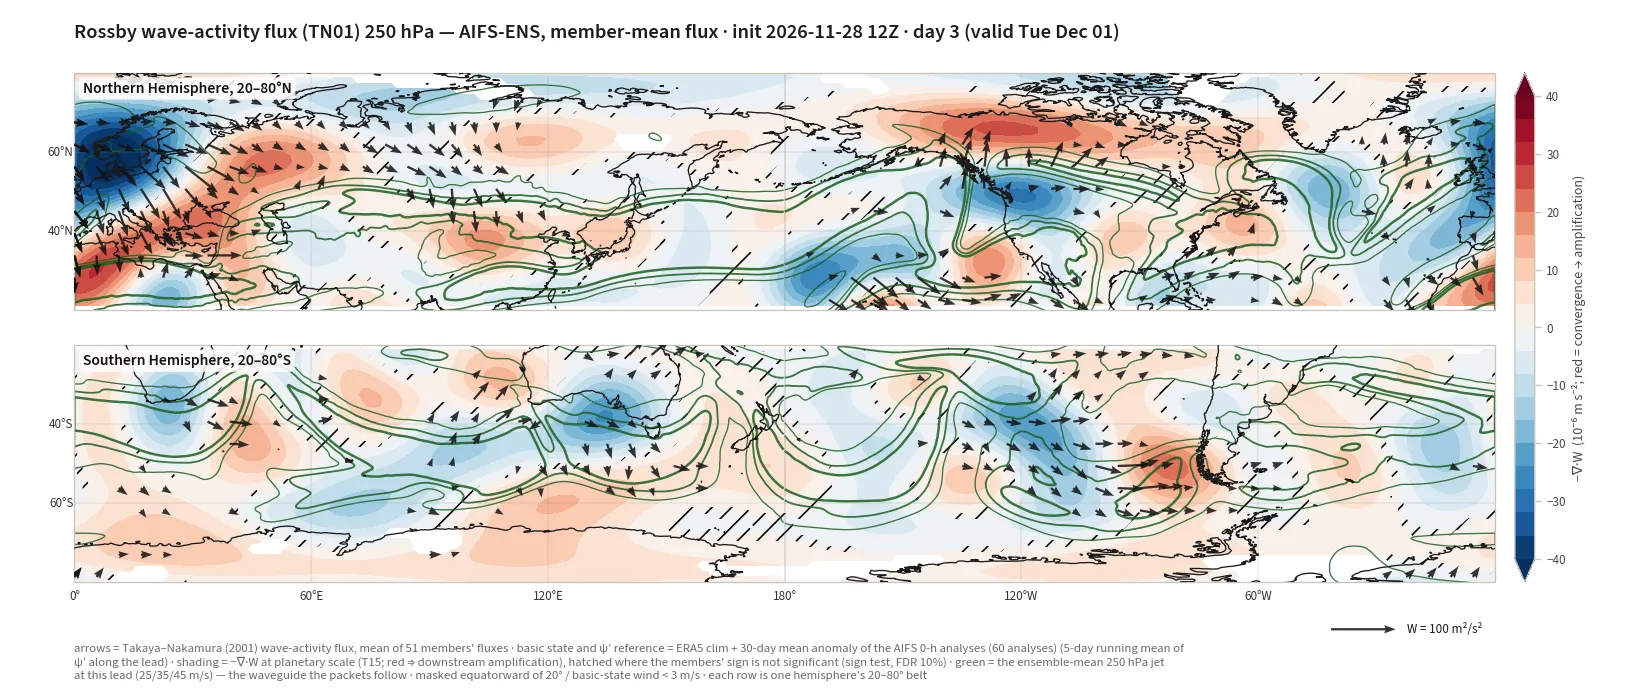 Rossby wave-activity flux (TN01) 250 hPa — AIFS-ENS, member-mean flux · init 2026-11-28 12Z · day 3 (valid Tue Dec 01)
Northern Hemisphere, 20–80°N
60°N
40°N
Southern Hemisphere, 20–80°S
40°S
60°S
0°
60°E
120°E
180°
120°W
60°W
40
30
20
10
0
−10
−20
−30
−40
−∇·W (10⁻⁶ m s⁻²; red = convergence → amplification)
W = 100 m²/s²
arrows = Takaya–Nakamura (2001) wave-activity flux, mean of 51 members' fluxes · basic state and ψ' reference = ERA5 clim + 30-day mean anomaly of the AIFS 0-h analyses (60 analyses) (5-day running mean of
ψ' along the lead) · shading = −∇·W at planetary scale (T15; red ⇒ downstream amplification), hatched where the members' sign is not significant (sign test, FDR 10%) · green = the ensemble-mean 250 hPa jet
at this lead (25/35/45 m/s) — the waveguide the packets follow · masked equatorward of 20° / basic-state wind < 3 m/s · each row is one hemisphere's 20–80° belt